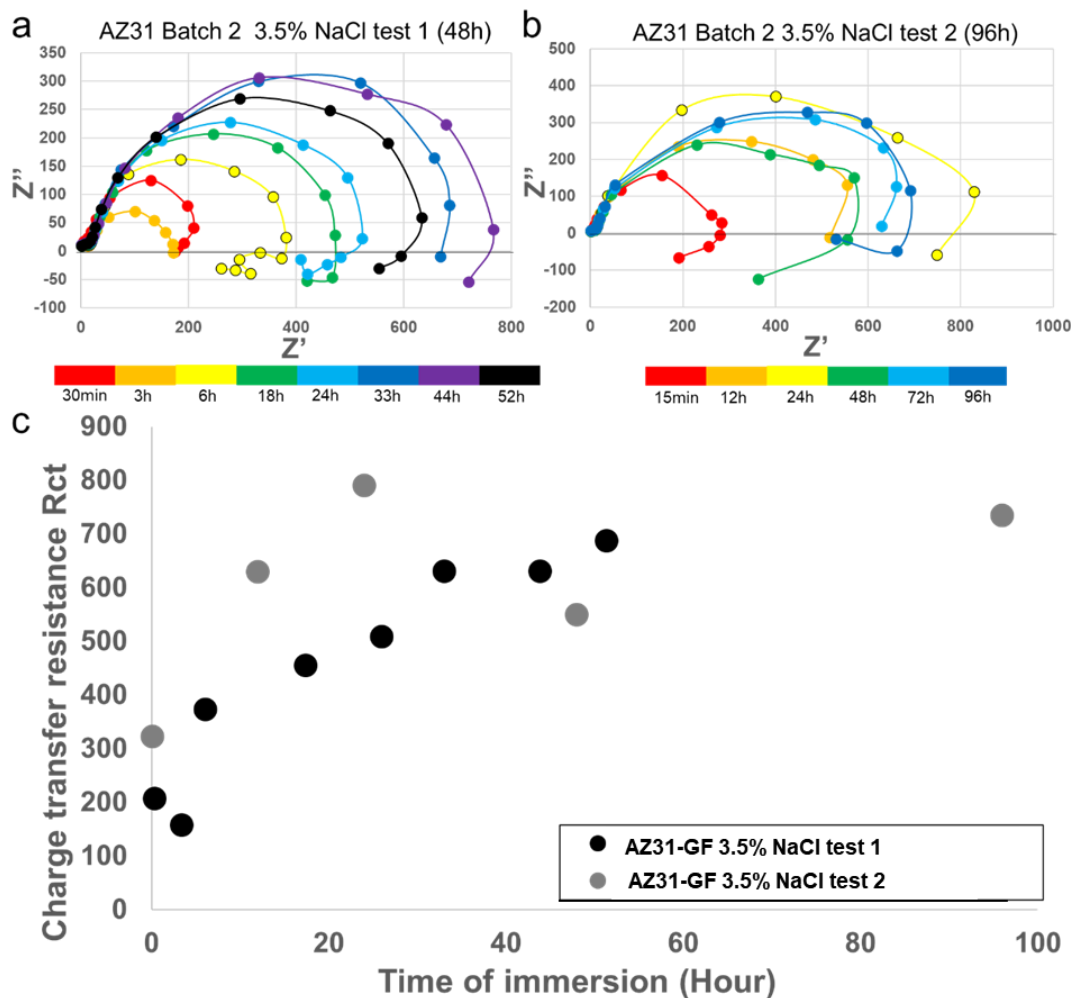 a
AZ31 Batch 2 3.5% NaCl test 1 (48h)
350
300
250
200
150
100
50
0
-50
-100
Z’’
0
200
400
600
800
Z’
30min
3h
6h
18h
24h
33h
44h
52h
b
AZ31 Batch 2 3.5% NaCl test 2 (96h)
500
400
300
200
100
0
-100
-200
Z’’
0
200
400
600
800
1000
Z’
15min
12h
24h
48h
72h
96h
c
900
800
700
600
500
400
300
200
100
0
Charge transfer resistance Rct
AZ31-GF 3.5% NaCl test 1
AZ31-GF 3.5% NaCl test 2
0
20
40
60
80
100
Time of immersion (Hour)